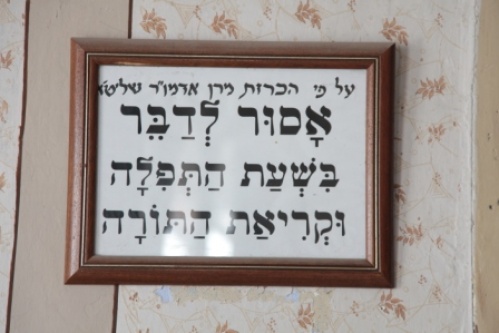 על פי הכרזת מרן אדמו"ר שליט"א
אָסוּר לְדַבֵּר
בִּשְׁעַת הַתְּפִלָּה
וּקְרִיאַת הַתּוֹרָה